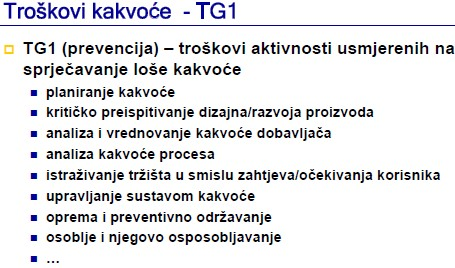 Troškovi kakvoće - TG1
TG1 (prevencija) – troškovi aktivnosti usmjerenih na
sprječavanje loše kakvoće
planiranje kakvoće
kritičko preispitivanje dizajna/razvoja proizvoda
analiza i vrednovanje kakvoće dobavljača
analiza kakvoće procesa
istraživanje tržišta u smislu zahtjeva/očekivanja korisnika
upravljanje sustavom kakvoće
oprema i preventivno održavanje
osoblje i njegovo osposobljavanje
...